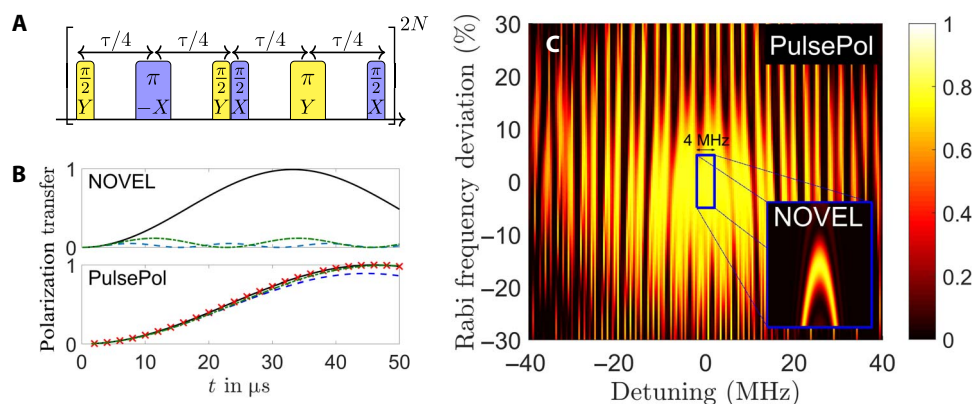 A
2N
τ/4 τ/4 τ/4 τ/4
π/2 Y
π −X
π/2 Y
π/2 X
π Y
π/2 X
B
Polarization transfer
1
0
NOVEL
1
0
PulsePol
0 10 20 30 40 50
t in μs
C
PulsePol
Rabi frequency deviation (%)
30
20
10
0
-10
-20
-30
4 MHz
NOVEL
−40 −20 0 20 40
Detuning (MHz)
1
0.8
0.6
0.4
0.2
0